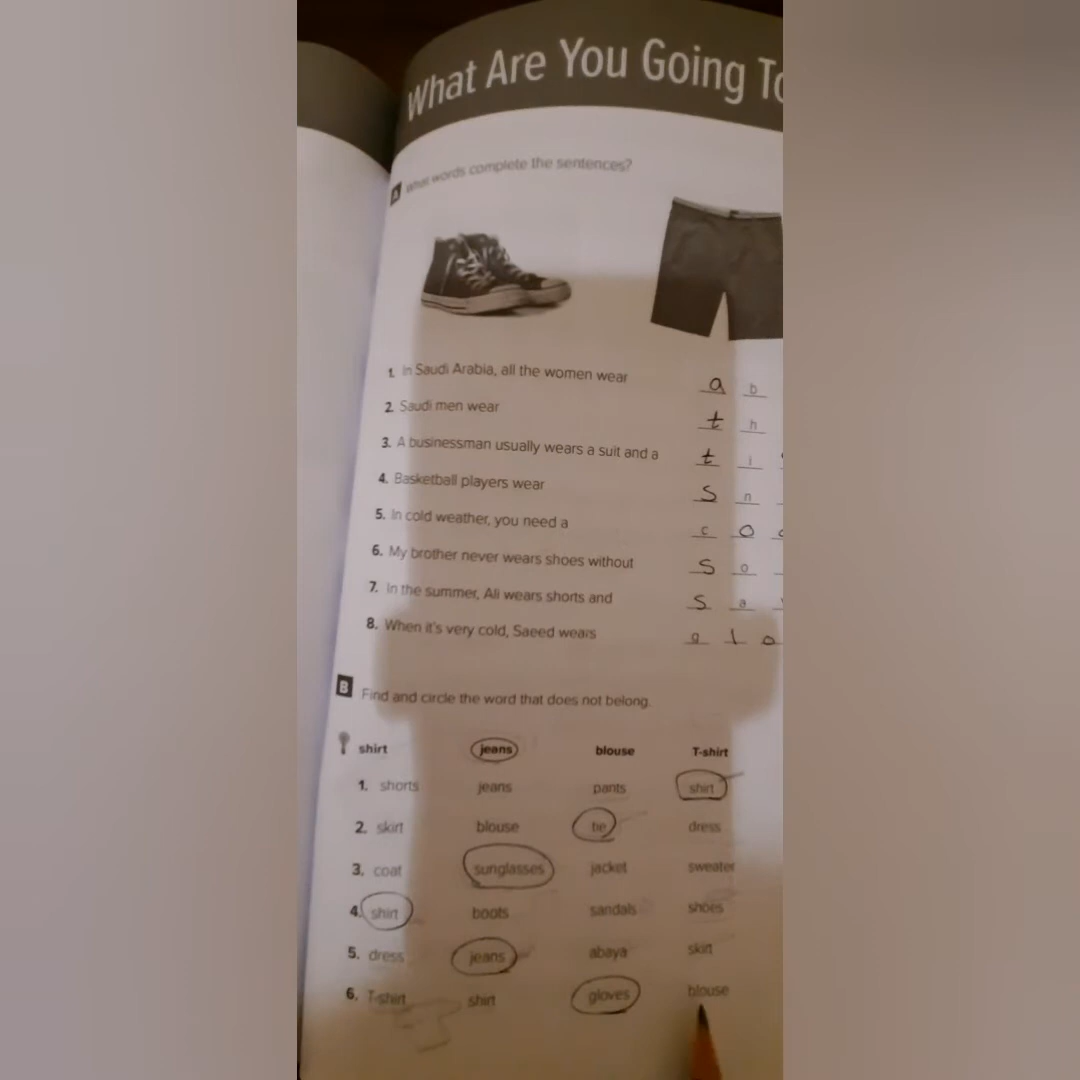 What Are You Going To
A What words complete the sentences?
1. In Saudi Arabia, all the women wear a b
2. Saudi men wear t h
3. A businessman usually wears a suit and a t i
4. Basketball players wear S n
5. In cold weather, you need a c o
6. My brother never wears shoes without S o
7. In the summer, Ali wears shorts and S a
8. When it's very cold, Saeed wears g l o
B Find and circle the word that does not belong.
shirt jeans blouse T-shirt
1. shorts jeans pants shirt
2. skirt blouse tie dress
3. coat sunglasses jacket sweater
4. shirt boots sandals shoes
5. dress jeans abaya skirt
6. T-shirt shirt gloves blouse